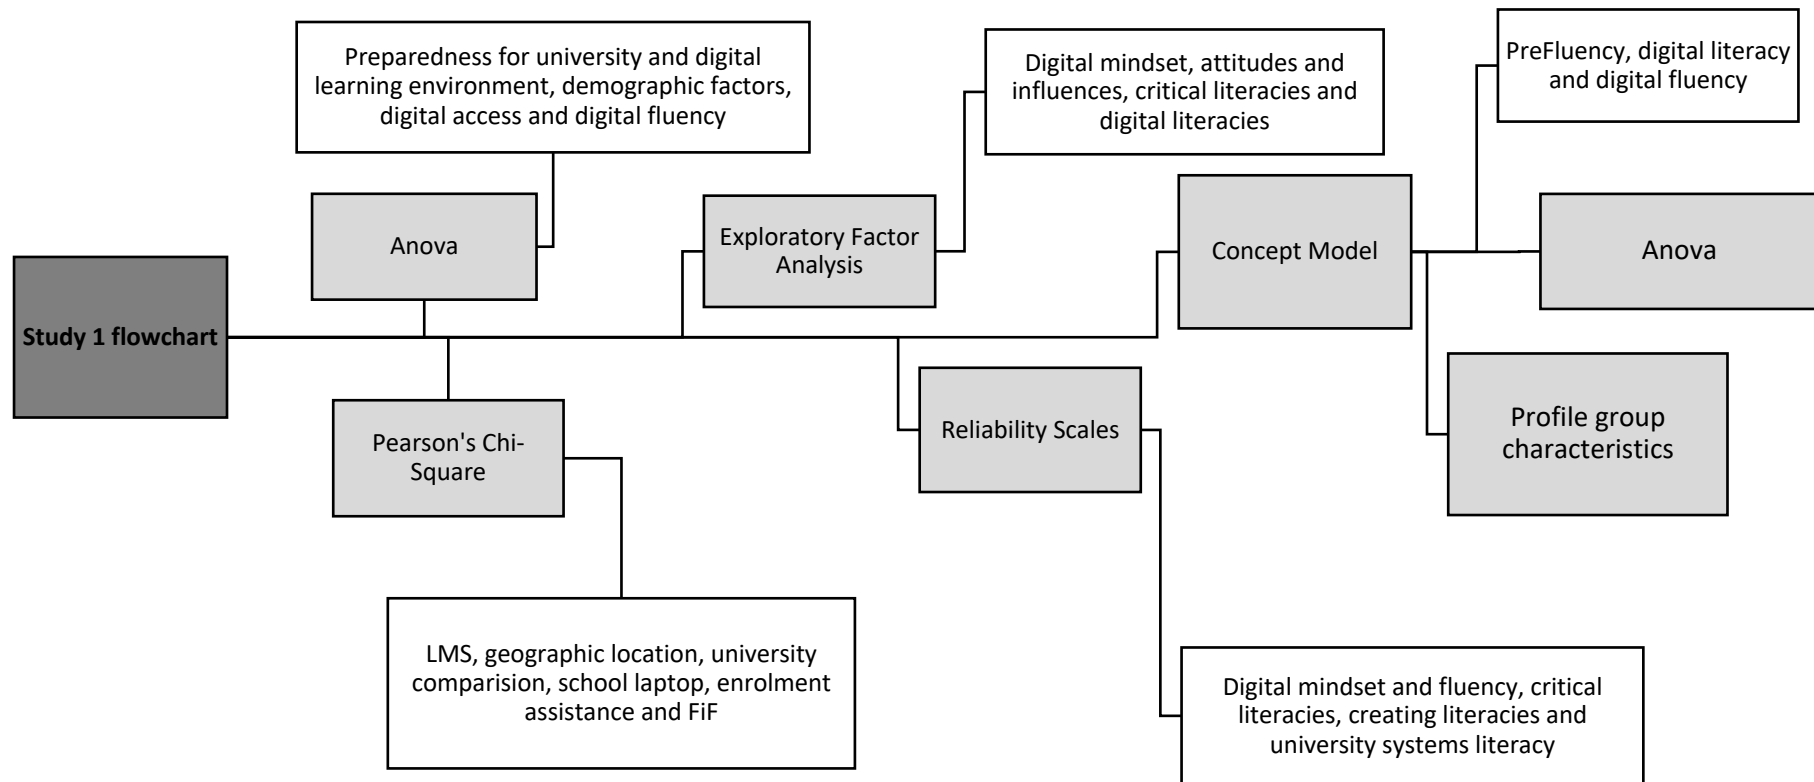 Preparedness for university and digital
learning environment, demographic factors,
digital access and digital fluency
Digital mindset, attitudes and
influences, critical literacies and
digital literacies
PreFluency, digital literacy
and digital fluency
Anova
Exploratory Factor
Analysis
Concept Model
Anova
Study 1 flowchart
Pearson's Chi-
Square
Reliability Scales
Profile group
characteristics
LMS, geographic location, university
comparision, school laptop, enrolment
assistance and FiF
Digital mindset and fluency, critical
literacies, creating literacies and
university systems literacy